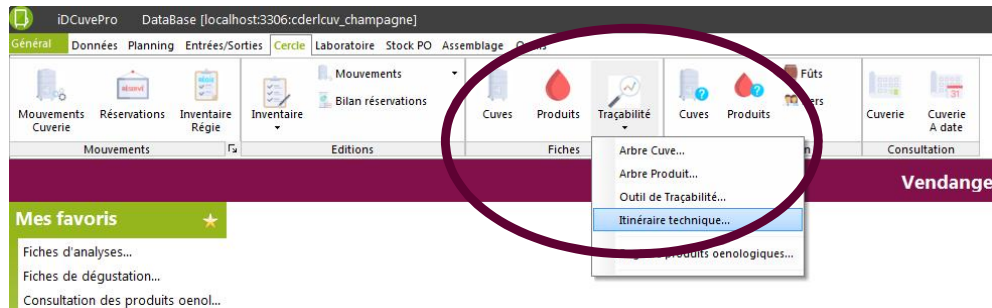 iDCuvePro DataBase [localhost:3306:cderlcuv_champagne]
Général Données Planning Entrées/Sorties Cercle Laboratoire Stock PO Assemblage
Mouvements Cuverie
Réservations
Inventaire Régie
Mouvements
Inventaire
Mouvements
Bilan réservations
Editions
Cuves
Produits
Traçabilité
Fiches
Cuves
Produits
Fûts
Cuverie
Cuverie A date
Consultation
Arbre Cuve...
Arbre Produit...
Outil de Traçabilité...
Itinéraire technique...
produits oenologiques...
Vendange
Mes favoris
Fiches d'analyses...
Fiches de dégustation...
Consultation des produits oenol...